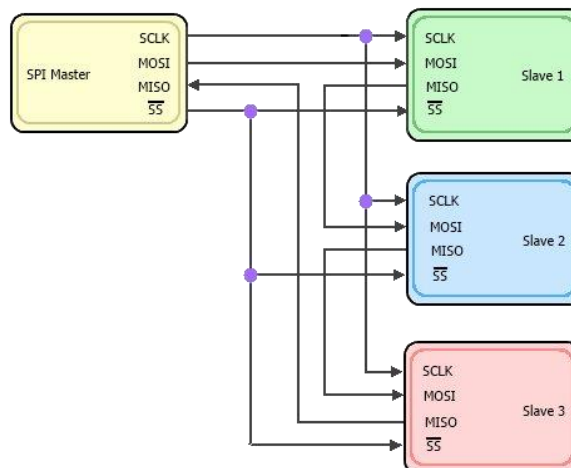 SPI Master
SCLK
MOSI
MISO
SS
SCLK
MOSI
MISO
SS
Slave 1
SCLK
MOSI
MISO
SS
Slave 2
SCLK
MOSI
MISO
SS
Slave 3